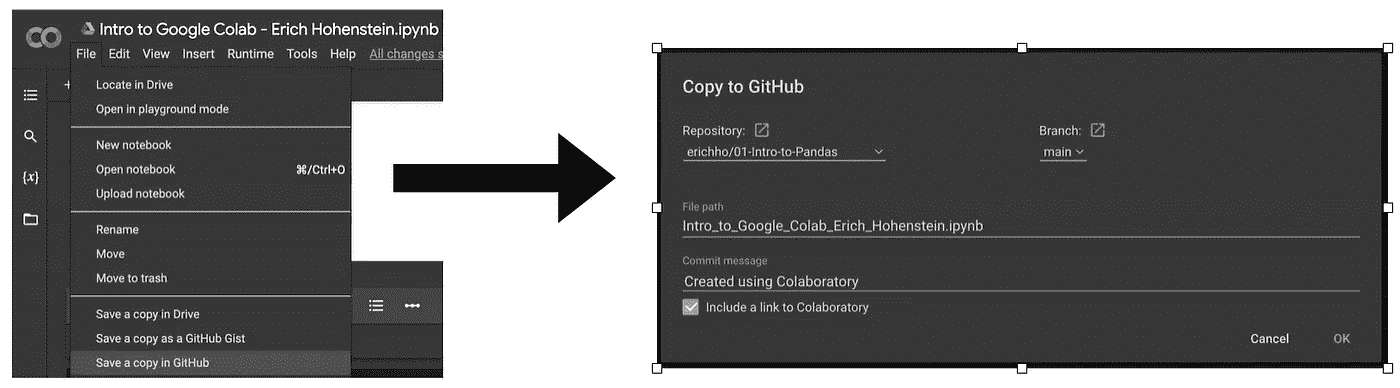 Intro to Google Colab - Erich Hohenstein.ipynb
File Edit View Insert Runtime Tools Help All changes s
Locate in Drive
Open in playground mode
New notebook
Open notebook ⌘/Ctrl+O
Upload notebook
Rename
Move
Move to trash
Save a copy in Drive
Save a copy as a GitHub Gist
Save a copy in GitHub
Copy to GitHub
Repository: Branch:
erichho/01-Intro-to-Pandas main
File path
Intro_to_Google_Colab_Erich_Hohenstein.ipynb
Commit message
Created using Colaboratory
Include a link to Colaboratory
Cancel OK